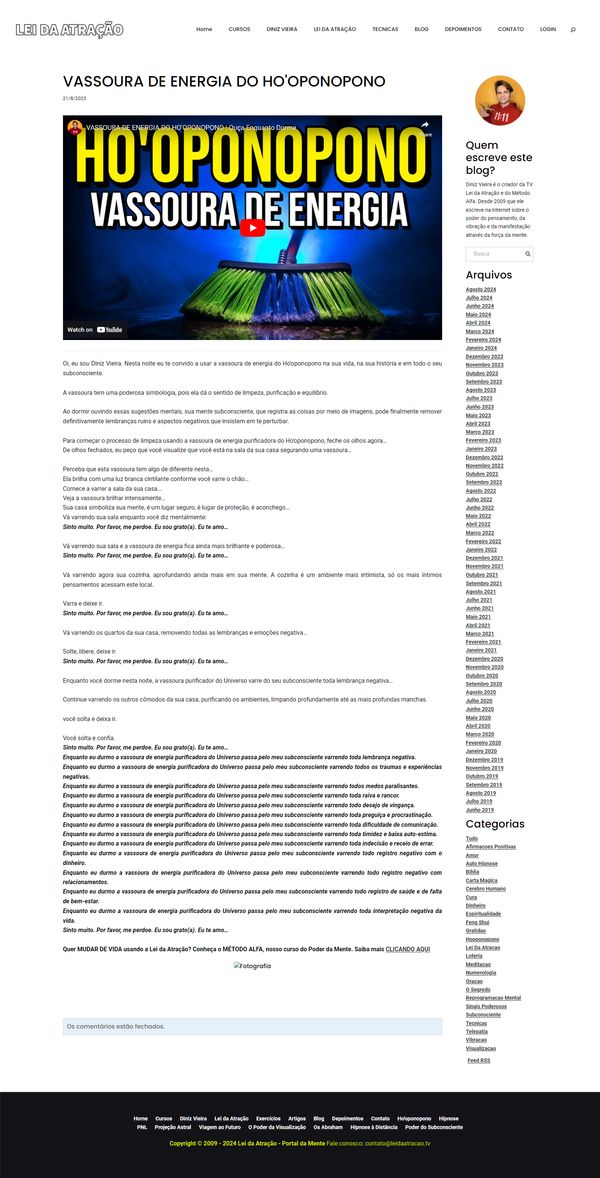 LEI DA ATRAÇÃO
Home CURSOS DINIZ VIEIRA LEI DA ATRAÇÃO TECNICAS BLOG DEPOIMENTOS CONTATO LOGIN
VASSOURA DE ENERGIA DO HO'OPONOPONO
21/8/2023
VASSOURA DE ENERGIA DO HO'OPONOPONO | Ouça Enquanto Dorme
Share
HO'OPONOPONO
VASSOURA DE ENERGIA
Watch on YouTube
Oi, eu sou Diniz Vieira. Nesta noite eu te convido a usar a vassoura de energia do Ho'oponopono na sua vida, na sua história e em todo o seu
subconsciente.
A vassoura tem uma poderosa simbologia, pois ela dá o sentido de limpeza, purificação e equilíbrio.
Ao dormir ouvindo essas sugestões mentais, sua mente subconsciente, que registra as coisas por meio de imagens, pode finalmente remover
definitivamente lembranças ruins e aspectos negativos que insistem em te perturbar.
Para começar o processo de limpeza usando a vassoura de energia purificadora do Ho'oponopono, feche os olhos agora...
De olhos fechados, eu peço que você visualize que você está na sala da sua casa segurando uma vassoura...
Perceba que esta vassoura tem algo de diferente nesta...
Ela brilha com uma luz branca cintilante conforme você varre o chão...
Comece a varrer a sala da sua casa...
Veja a vassoura brilhar intensamente...
Sua casa simboliza sua mente, é um lugar seguro, é lugar de proteção, é aconchego...
Vá varrendo sua sala enquanto você diz mentalmente:
Sinto muito. Por favor, me perdoe. Eu sou grato(a). Eu te amo...
Vá varrendo sua sala e a vassoura de energia fica ainda mais brilhante e poderosa...
Sinto muito. Por favor, me perdoe. Eu sou grato(a). Eu te amo...
Vá varrendo agora sua cozinha, aprofundando ainda mais em sua mente. A cozinha é um ambiente mais intimista, só os mais íntimos
pensamentos acessam este local.
Varra e deixe ir.
Sinto muito. Por favor, me perdoe. Eu sou grato(a). Eu te amo...
Vá varrendo os quartos da sua casa, removendo todas as lembranças e emoções negativa...
Solte, libere, deixe ir.
Sinto muito. Por favor, me perdoe. Eu sou grato(a). Eu te amo...
Enquanto você dorme nesta noite, a vassoura purificador do Universo varre do seu subconsciente toda lembrança negativa...
Continue varrendo os outros cômodos da sua casa, purificando os ambientes, limpando profundamente até as mais profundas manchas.
você solta e deixa ir.
Você solta e confia.
Sinto muito. Por favor, me perdoe. Eu sou grato(a). Eu te amo...
Enquanto eu durmo a vassoura de energia purificadora do Universo passa pelo meu subconsciente varrendo toda lembrança negativa.
Enquanto eu durmo a vassoura de energia purificadora do Universo passa pelo meu subconsciente varrendo todos os traumas e experiências
negativas.
Enquanto eu durmo a vassoura de energia purificadora do Universo passa pelo meu subconsciente varrendo todos medos paralisantes.
Enquanto eu durmo a vassoura de energia purificadora do Universo passa pelo meu subconsciente varrendo toda raiva e rancor.
Enquanto eu durmo a vassoura de energia purificadora do Universo passa pelo meu subconsciente varrendo todo desejo de vingança.
Enquanto eu durmo a vassoura de energia purificadora do Universo passa pelo meu subconsciente varrendo toda preguiça e procrastinação.
Enquanto eu durmo a vassoura de energia purificadora do Universo passa pelo meu subconsciente varrendo toda dificuldade de comunicação.
Enquanto eu durmo a vassoura de energia purificadora do Universo passa pelo meu subconsciente varrendo toda timidez e baixa auto-estima.
Enquanto eu durmo a vassoura de energia purificadora do Universo passa pelo meu subconsciente varrendo toda indecisão e receio de errar.
Enquanto eu durmo a vassoura de energia purificadora do Universo passa pelo meu subconsciente varrendo todo registro negativo com o
dinheiro.
Enquanto eu durmo a vassoura de energia purificadora do Universo passa pelo meu subconsciente varrendo todo registro negativo com
relacionamentos.
Enquanto eu durmo a vassoura de energia purificadora do Universo passa pelo meu subconsciente varrendo todo registro de saúde e de falta
de bem-estar.
Enquanto eu durmo a vassoura de energia purificadora do Universo passa pelo meu subconsciente varrendo toda interpretação negativa da
vida.
Sinto muito. Por favor, me perdoe. Eu sou grato(a). Eu te amo...
Quer MUDAR DE VIDA usando a Lei da Atração? Conheça o MÉTODO ALFA, nosso curso do Poder da Mente. Saiba mais CLICANDO AQUI
Fotografia
Os comentários estão fechados.
11:11
Quem
escreve este
blog?
Diniz Vieira é o criador da TV
Lei da Atração e do Método
Alfa. Desde 2009 que ele
escreve na Internet sobre o
poder do pensamento, da
vibração e da manifestação
através da força da mente.
Busca
Arquivos
Agosto 2024
Julho 2024
Junho 2024
Maio 2024
Abril 2024
Março 2024
Fevereiro 2024
Janeiro 2024
Dezembro 2023
Novembro 2023
Outubro 2023
Setembro 2023
Agosto 2023
Julho 2023
Junho 2023
Maio 2023
Abril 2023
Março 2023
Fevereiro 2023
Janeiro 2023
Dezembro 2022
Novembro 2022
Outubro 2022
Setembro 2022
Agosto 2022
Julho 2022
Junho 2022
Maio 2022
Abril 2022
Março 2022
Fevereiro 2022
Janeiro 2022
Dezembro 2021
Novembro 2021
Outubro 2021
Setembro 2021
Agosto 2021
Julho 2021
Junho 2021
Maio 2021
Abril 2021
Março 2021
Fevereiro 2021
Janeiro 2021
Dezembro 2020
Novembro 2020
Outubro 2020
Setembro 2020
Agosto 2020
Julho 2020
Junho 2020
Maio 2020
Abril 2020
Março 2020
Fevereiro 2020
Janeiro 2020
Dezembro 2019
Novembro 2019
Outubro 2019
Setembro 2019
Agosto 2019
Julho 2019
Junho 2019
Categorias
Tudo
Afirmacoes Positivas
Amor
Auto Hipnose
Biblia
Carta Magica
Cerebro Humano
Cura
Dinheiro
Espiritualidade
Feng Shui
Gratidao
Hooponopono
Lei Da Atracao
Loteria
Meditacao
Numerologia
Oracao
O Segredo
Reprogramacao Mental
Sinais Poderosos
Subconsciente
Tecnicas
Telepatia
Vibracao
Visualizacao
Feed RSS
Home Cursos Diniz Vieira Lei da Atração Exercícios Artigos Blog Depoimentos Contato Ho'oponopono Hipnose
PNL Projeção Astral Viagem ao Futuro O Poder da Visualização Os Abraham Hipnose à Distância Poder do Subconsciente
Copyright © 2009 - 2024 Lei da Atração - Portal da Mente Fale conosco: contato@leidaatracao.tv